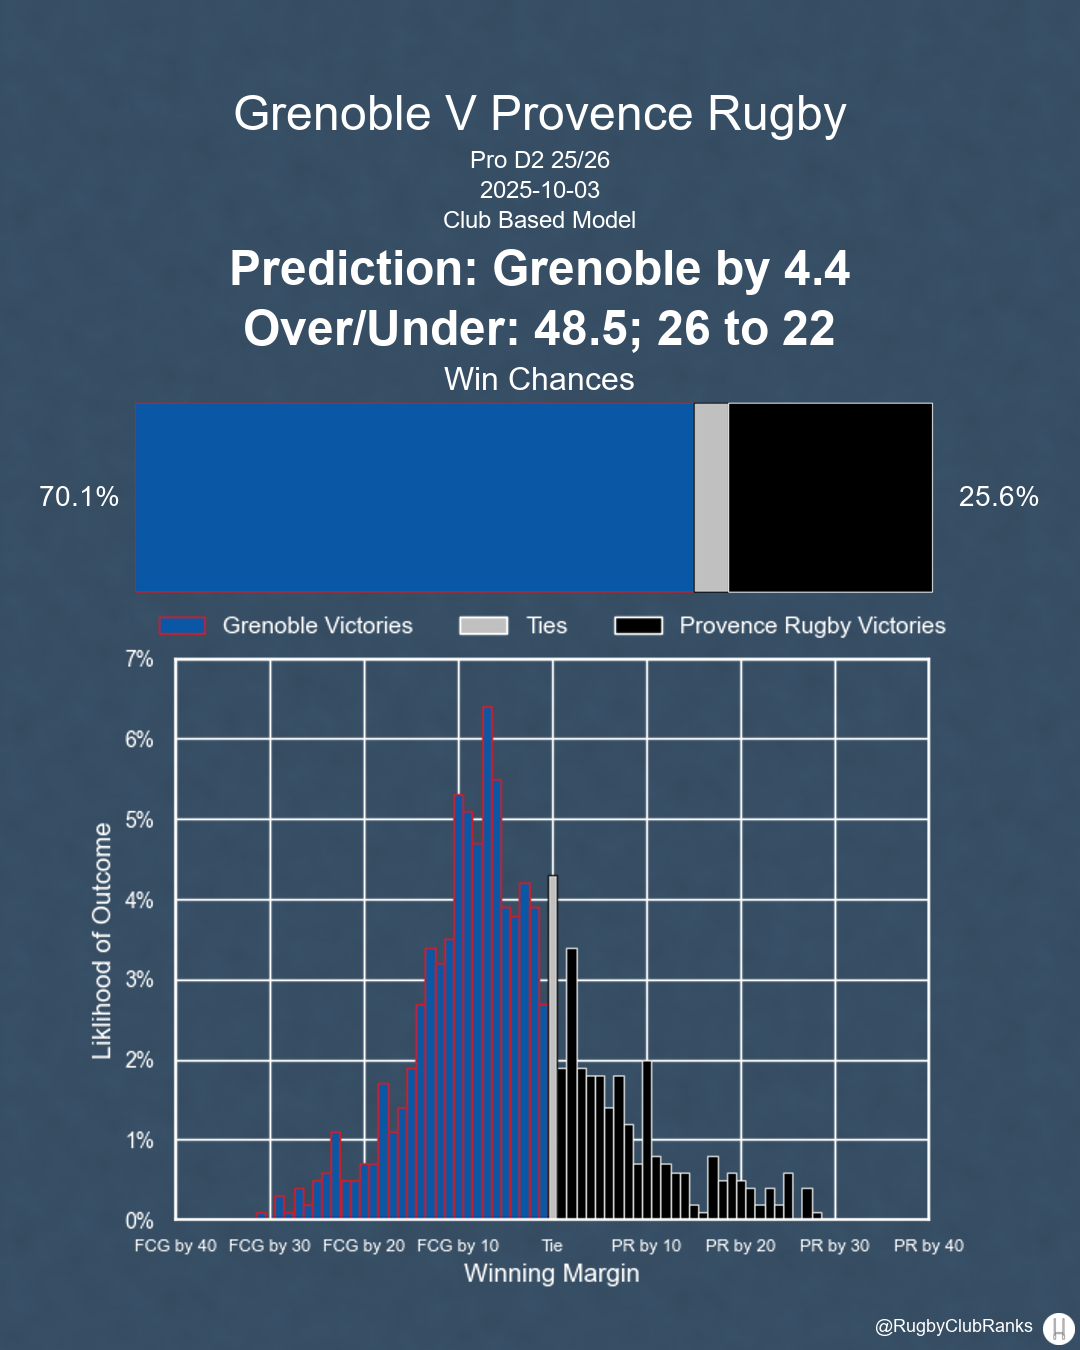 Grenoble V Provence Rugby
Pro D2 25/26
2025-10-03
Club Based Model
Prediction: Grenoble by 4.4
Over/Under: 48.5; 26 to 22
Win Chances
70.1%
25.6%
Grenoble Victories
Ties
Provence Rugby Victories
7%
6%
5%
4%
3%
2%
1%
0%
Liklihood of Outcome
FCG by 40 FCG by 30 FCG by 20 FCG by 10 Tie PR by 10 PR by 20 PR by 30 PR by 40
Winning Margin
@RugbyClubRanks